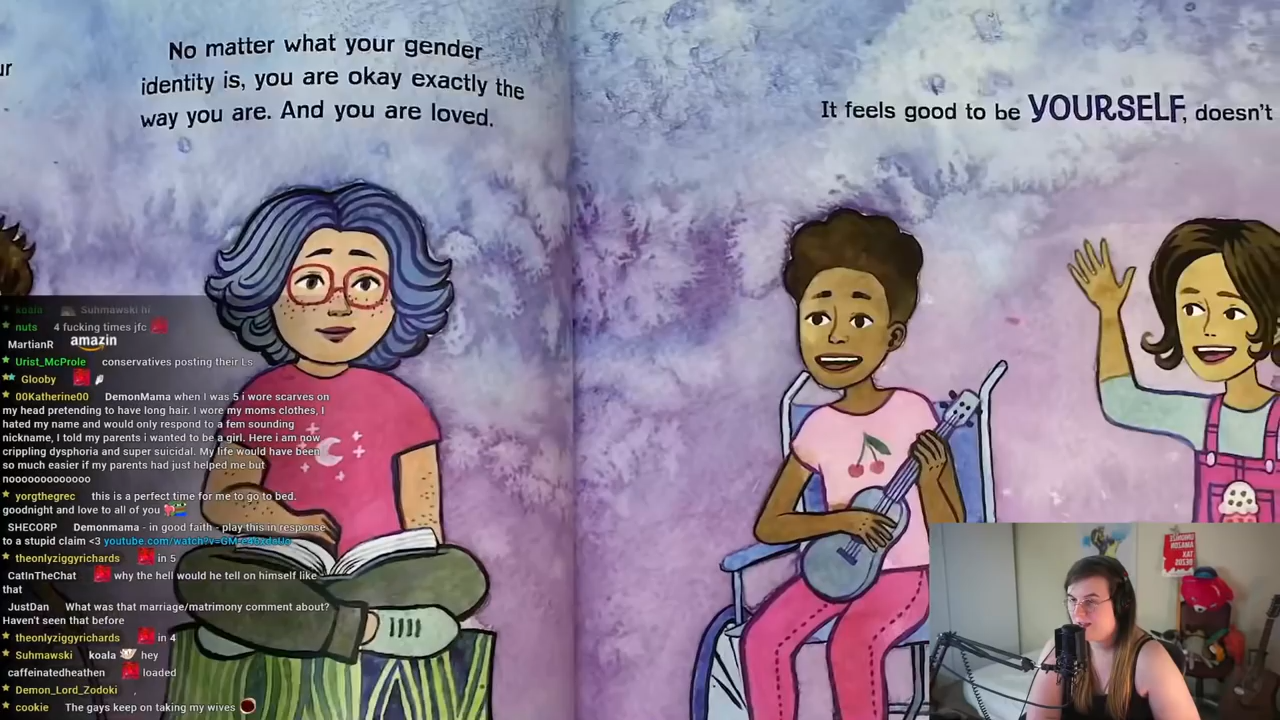 ur
No matter what your gender
identity is, you are okay exactly the
way you are. And you are loved.
It feels good to be YOURSELF, doesn't
koala Suhmawski hi
nuts 4 fucking times jfc
MartianR amazin
Urist_McProle conservatives posting their Ls
Glooby
00Katherine00 DemonMama when I was 5 i wore scarves on
my head pretending to have long hair. I wore my moms clothes, I
hated my name and would only respond to a fem sounding
nickname, I told my parents i wanted to be a girl. Here i am now
crippling dysphoria and super suicidal. My life would have been
so much easier if my parents had just helped me but
nooooooooooooo
yorgthegrec this is a perfect time for me to go to bed.
goodnight and love to all of you
SHECORP Demonmama - in good faith - play this in response
to a stupid claim <3
theonlyziggyrichards in 5
CatInTheChat why the hell would he tell on himself like
that
JustDan What was that marriage/matrimony comment about?
Haven't seen that before
theonlyziggyrichards in 4
Suhmawski koala hey
caffeinatedheathen loaded
Demon_Lord_Zodoki .
cookie The gays keep on taking my wives